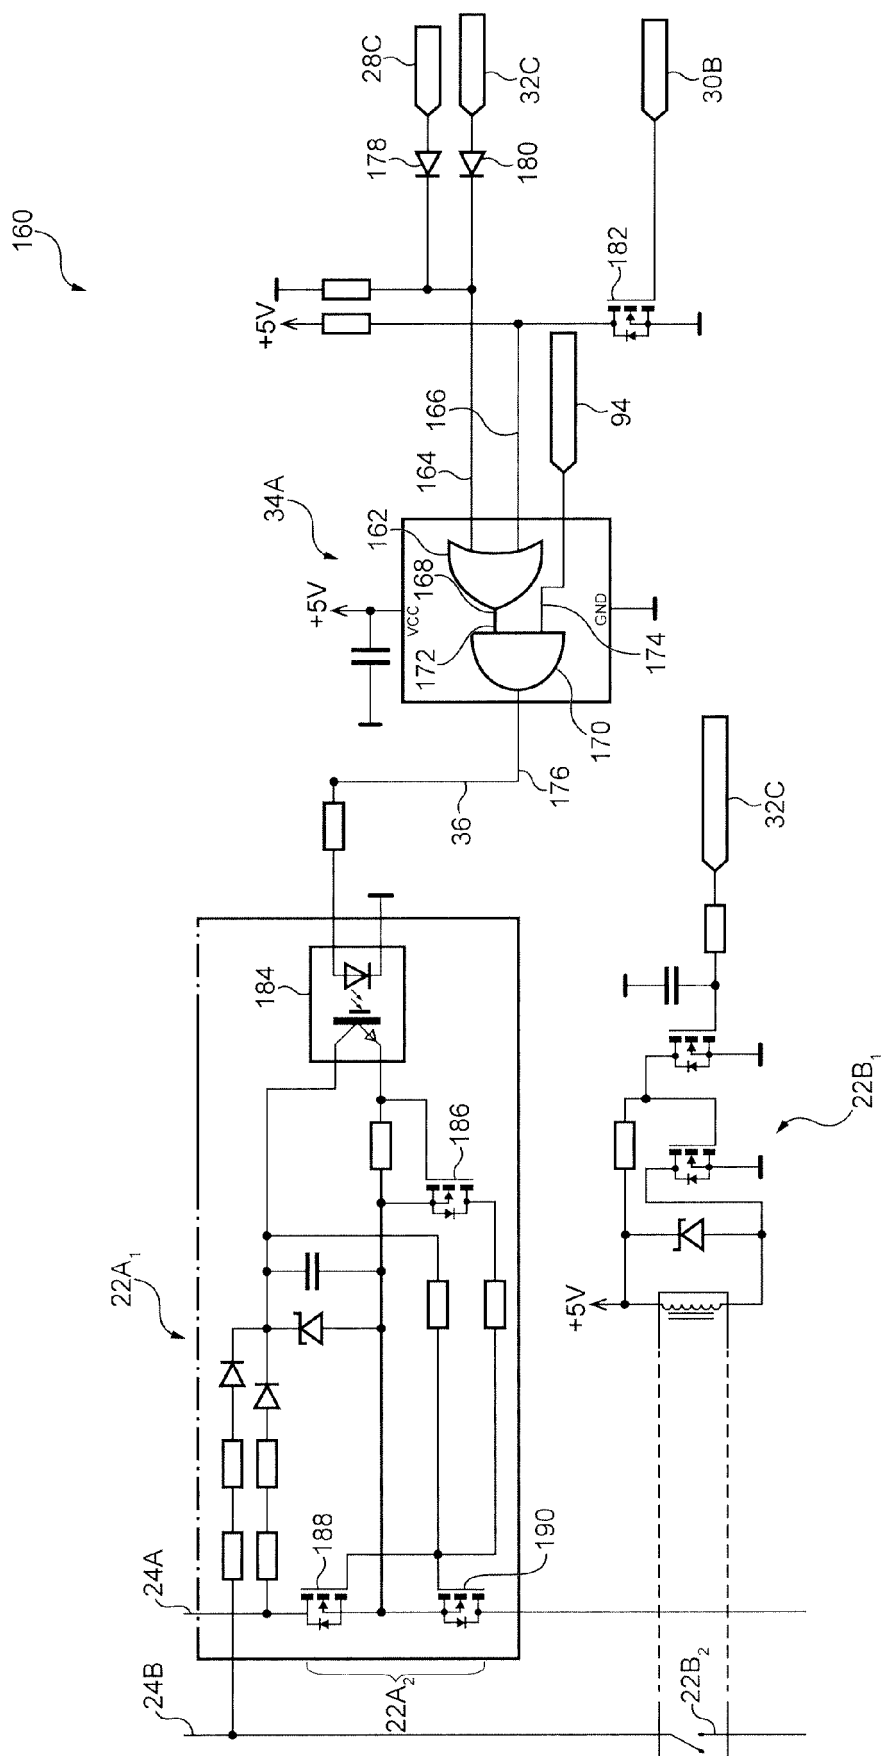 160
28C
32C
178
180
30B
182
+5V
94
166
164
34A
162
168
+5V
VCC
GND
172
174
170
176
36
32C
184
186
22B1
22A1
+5V
188
190
24A
24B
22A2
22B2